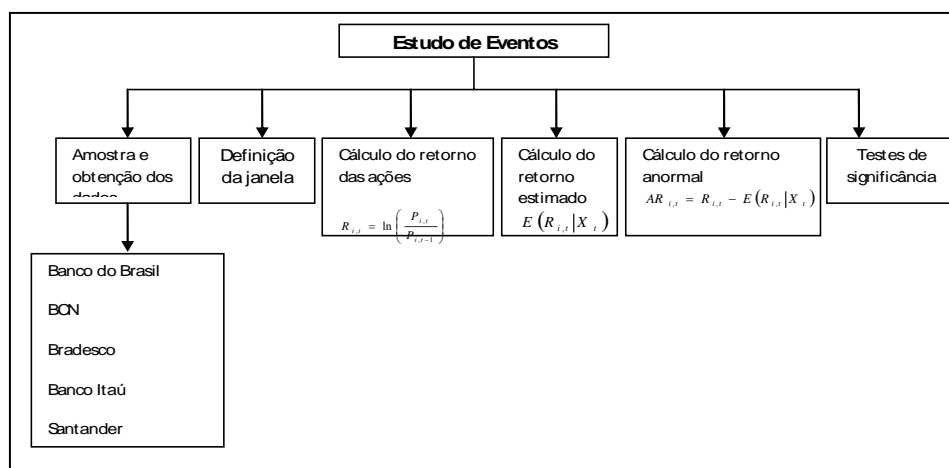 Estudo de Eventos
Amostra e
obtenção dos
dados
Definição
da janela
Cálculo do retorno
das ações
R i,t = ln(P i,t / P i,t−1)
Cálculo do
retorno
estimado
E(R i,t | X t)
Cálculo do retorno
anormal
AR i,t = R i,t − E(R i,t | X t)
Testes de
significância
Banco do Brasil
BCN
Bradesco
Banco Itaú
Santander